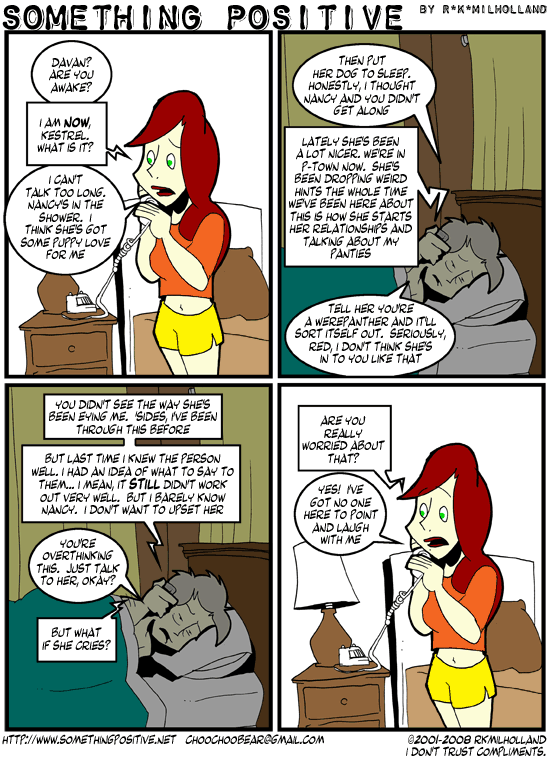 SOMETHING POSITIVE BY R*K*MILHOLLAND
DAVAN?
ARE YOU
AWAKE?
I AM NOW,
KESTREL.
WHAT IS IT?
I CAN'T
TALK TOO LONG.
NANCY'S IN THE
SHOWER. I
THINK SHE'S GOT
SOME PUPPY LOVE
FOR ME
THEN PUT
HER DOG TO SLEEP.
HONESTLY, I THOUGHT
NANCY AND YOU DIDN'T
GET ALONG
LATELY SHE'S BEEN
A LOT NICER. WE'RE IN
P-TOWN NOW. SHE'S
BEEN DROPPING WEIRD
HINTS THE WHOLE TIME
WE'VE BEEN HERE ABOUT
THIS IS HOW SHE STARTS
HER RELATIONSHIPS AND
TALKING ABOUT MY
PANTIES
TELL HER YOU'RE
A WEREPANTHER AND IT'LL
SORT ITSELF OUT. SERIOUSLY,
RED, I DON'T THINK SHE'S
IN TO YOU LIKE THAT
YOU DIDN'T SEE THE WAY SHE'S
BEEN EYING ME. 'SIDES, I'VE BEEN
THROUGH THIS BEFORE
BUT LAST TIME I KNEW THE PERSON
WELL. I HAD AN IDEA OF WHAT TO SAY TO
THEM... I MEAN, IT STILL DIDN'T WORK
OUT VERY WELL. BUT I BARELY KNOW
NANCY. I DON'T WANT TO UPSET HER
YOU'RE
OVERTHINKING
THIS. JUST TALK
TO HER, OKAY?
BUT WHAT
IF SHE CRIES?
ARE YOU
REALLY
WORRIED ABOUT
THAT?
YES! I'VE
GOT NO ONE
HERE TO POINT
AND LAUGH
WITH ME
HTTP://WWW.SOMETHINGPOSITIVE.NET CHOOCHOOBEAR@GMAIL.COM
©2001-2008 RKMILHOLLAND
I DON'T TRUST COMPLIMENTS.